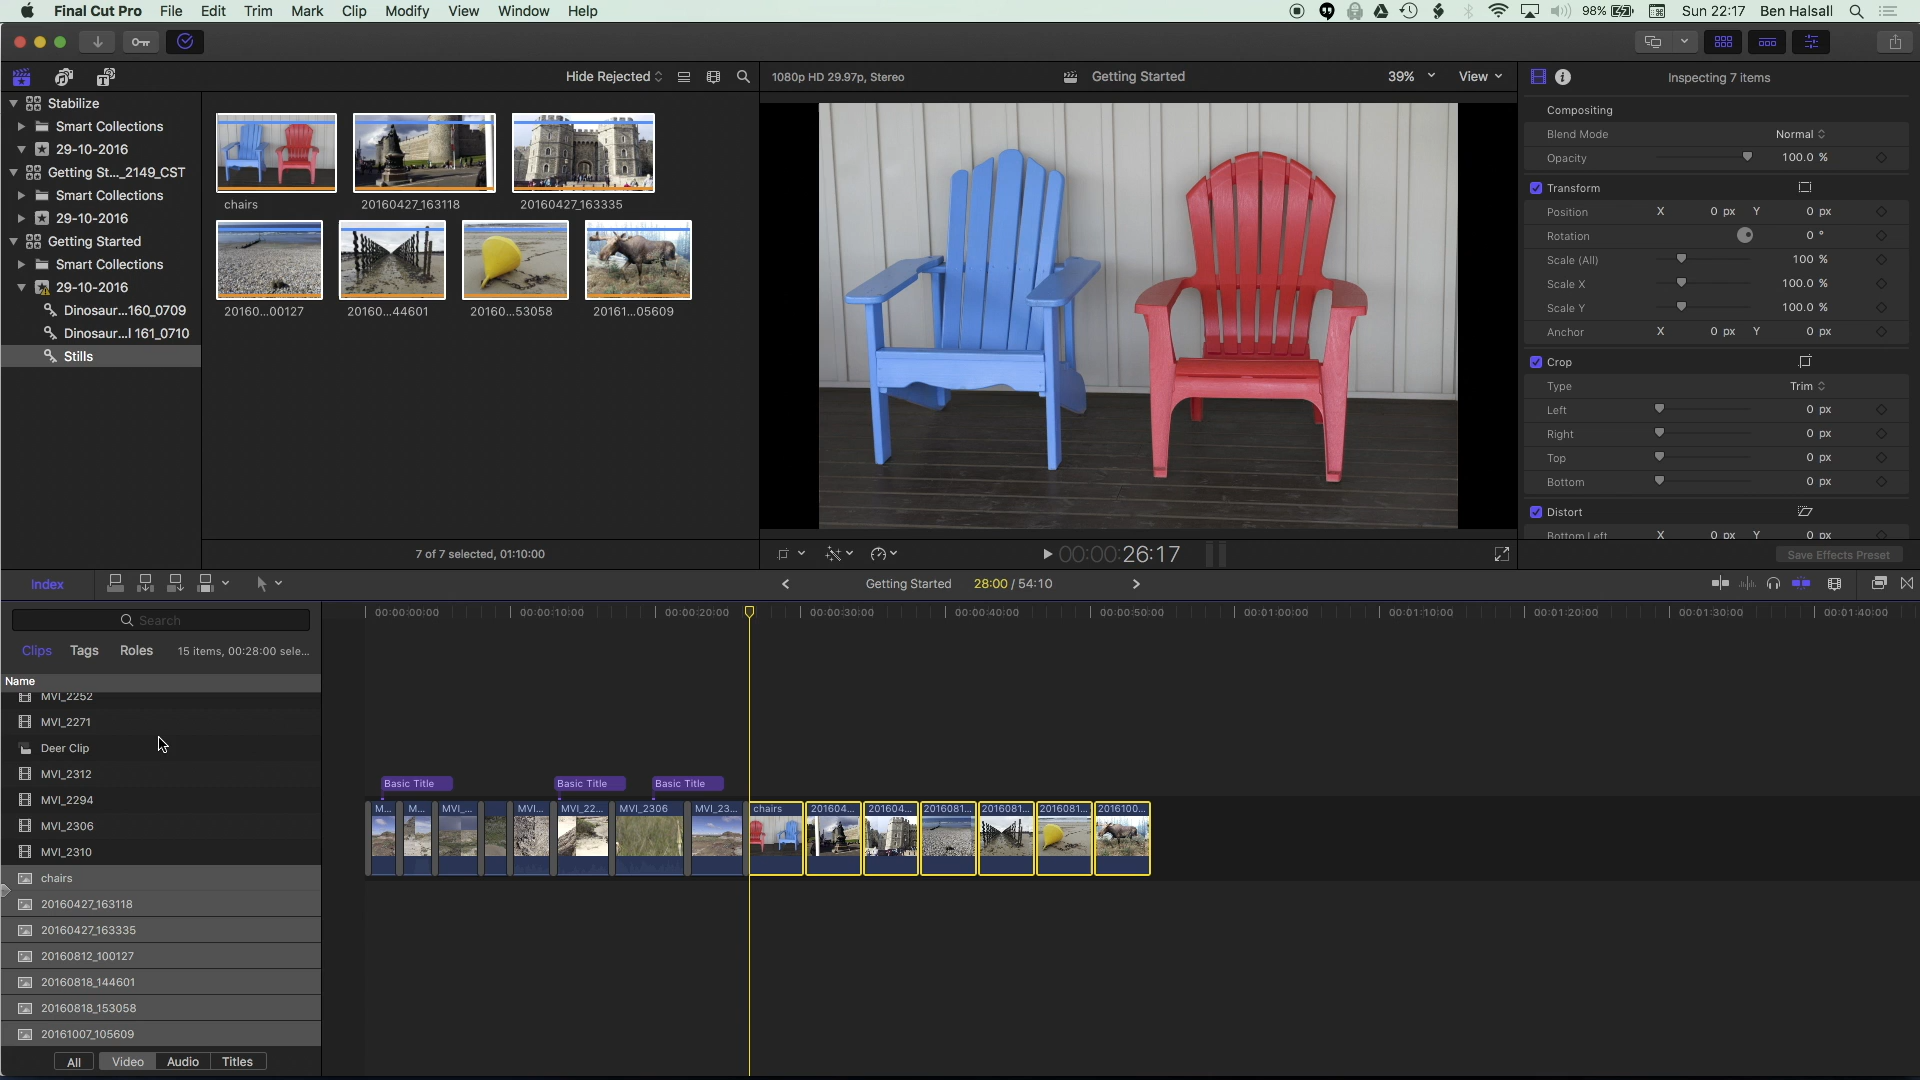 Final Cut Pro File Edit Trim Mark Clip Modify View Window Help 98% Sun 22:17 Ben Halsall
Hide Rejected
1080p HD 29.97p, Stereo Getting Started 39% View
Inspecting 7 items
Stabilize
Smart Collections
29-10-2016
Getting St..._2149_CST
Smart Collections
29-10-2016
Getting Started
Smart Collections
29-10-2016
Dinosaur...160_0709
Dinosaur...l 161_0710
Stills
chairs 20160427_163118 20160427_163335
20160...00127 20160...44601 20160...53058 20161...05609
7 of 7 selected, 01:10:00
00:00:26:17
Compositing
Blend Mode Normal
Opacity 100.0 %
Transform
Position X 0 px Y 0 px
Rotation 0 °
Scale (All) 100 %
Scale X 100.0 %
Scale Y 100.0 %
Anchor X 0 px Y 0 px
Crop
Type Trim
Left 0 px
Right 0 px
Top 0 px
Bottom 0 px
Distort
Bottom Left X 0 px Y 0 px
Save Effects Preset
Index
Getting Started 28:00 / 54:10
Search
Clips Tags Roles 15 items, 00:28:00 sele...
Name
MVI_2252
MVI_2271
Deer Clip
MVI_2312
MVI_2294
MVI_2306
MVI_2310
chairs
20160427_163118
20160427_163335
20160812_100127
20160818_144601
20160818_153058
20161007_105609
All Video Audio Titles
00:00:00:00 00:00:10:00 00:00:20:00 00:00:30:00 00:00:40:00 00:00:50:00 00:01:00:00 00:01:10:00 00:01:20:00 00:01:30:00 00:01:40:00
Basic Title Basic Title Basic Title
M... M... MVI_... MVI... MVI_22... MVI_2306 MVI_23... chairs 201604... 201604... 2016081... 2016081... 2016081... 2016100...